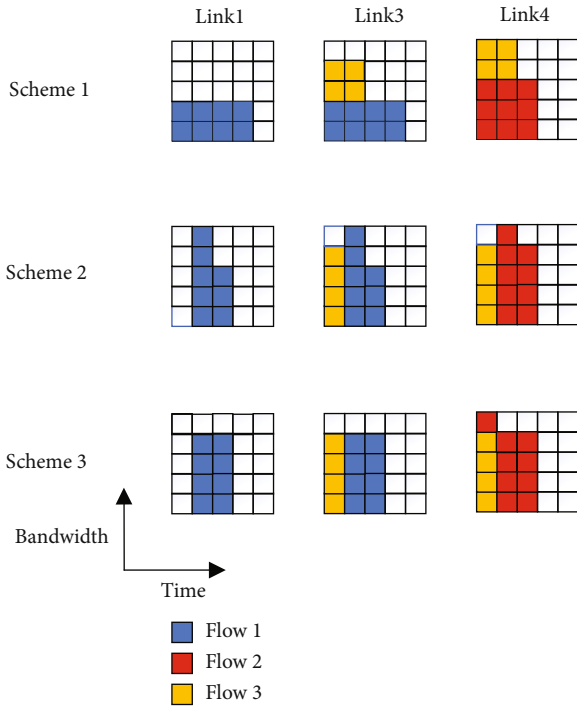 Link1 Link3 Link4
Scheme 1
Scheme 2
Scheme 3
Bandwidth
Time
Flow 1
Flow 2
Flow 3